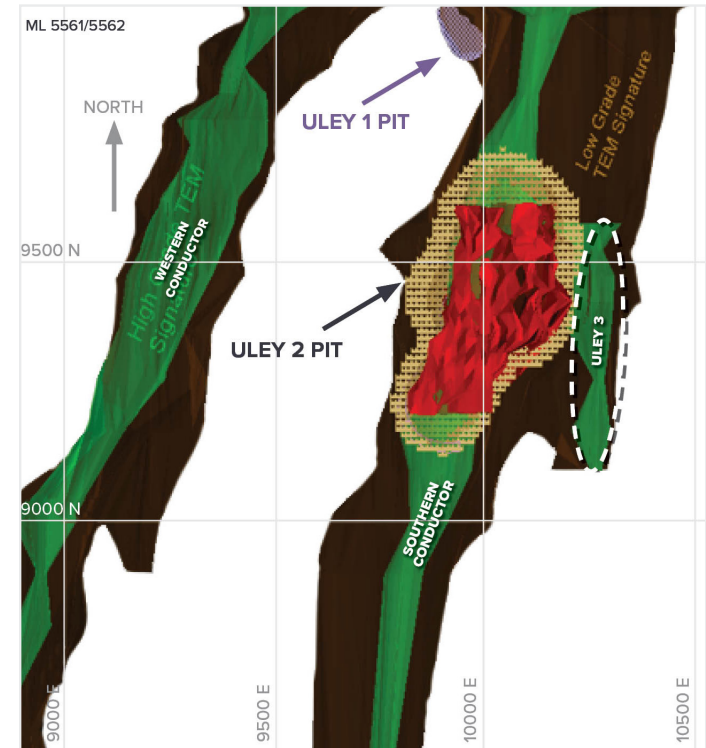 ML 5561/5562
NORTH
ULEY 1 PIT
Low Grade
TEM Signature
High Grade TEM
Signature
WESTERN
CONDUCTOR
9500 N
ULEY 2 PIT
ULEY 3
9000 N
SOUTHERN
CONDUCTOR
9000 E
9500 E
10000 E
10500 E